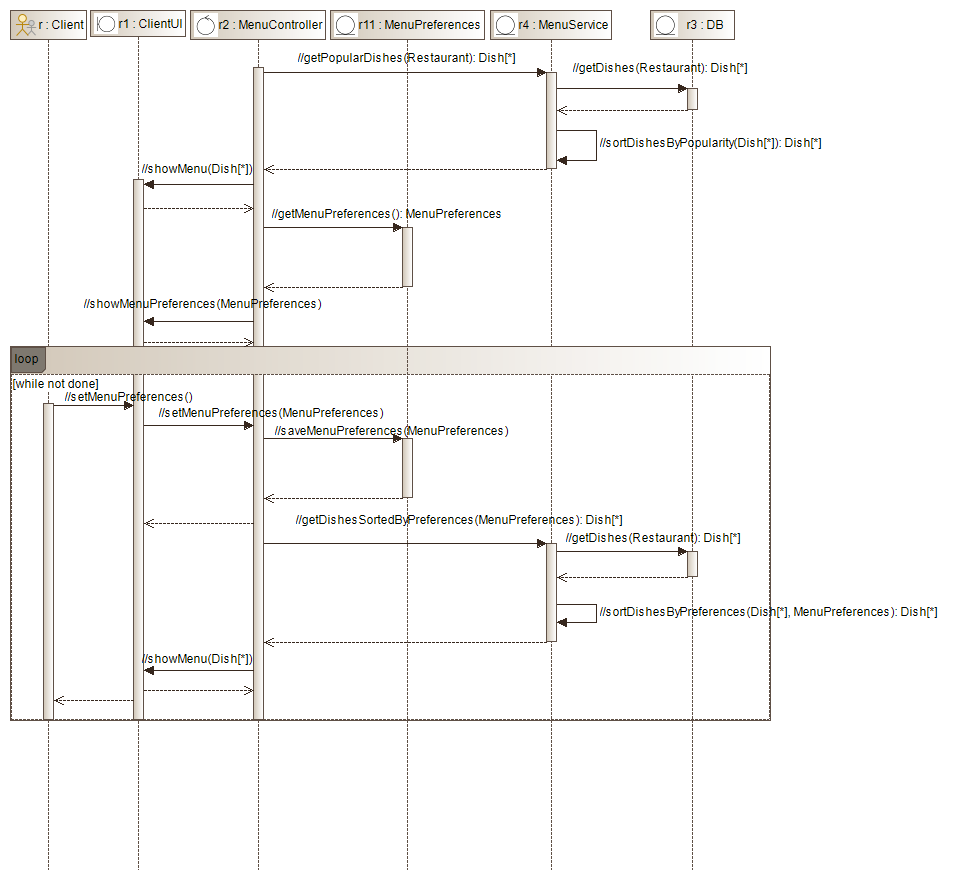 r : Client
r1 : ClientUI
r2 : MenuController
r11 : MenuPreferences
r4 : MenuService
r3 : DB
//getPopularDishes(Restaurant): Dish[*]
//getDishes(Restaurant): Dish[*]
//sortDishesByPopularity(Dish[*]): Dish[*]
//showMenu(Dish[*])
//getMenuPreferences(): MenuPreferences
//showMenuPreferences(MenuPreferences)
loop
[while not done]
//setMenuPreferences()
//setMenuPreferences(MenuPreferences)
//saveMenuPreferences(MenuPreferences)
//getDishesSortedByPreferences(MenuPreferences): Dish[*]
//getDishes(Restaurant): Dish[*]
//sortDishesByPreferences(Dish[*], MenuPreferences): Dish[*]
//showMenu(Dish[*])